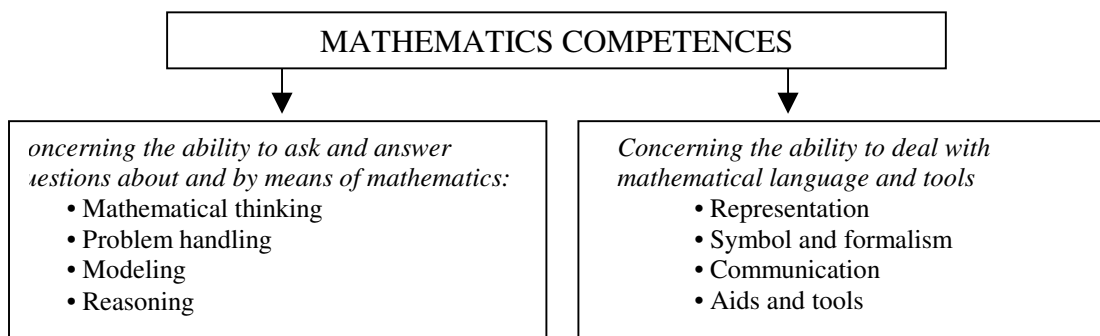 MATHEMATICS COMPETENCES
oncerning the ability to ask and answer
uestions about and by means of mathematics:
• Mathematical thinking
• Problem handling
• Modeling
• Reasoning
Concerning the ability to deal with
mathematical language and tools
• Representation
• Symbol and formalism
• Communication
• Aids and tools